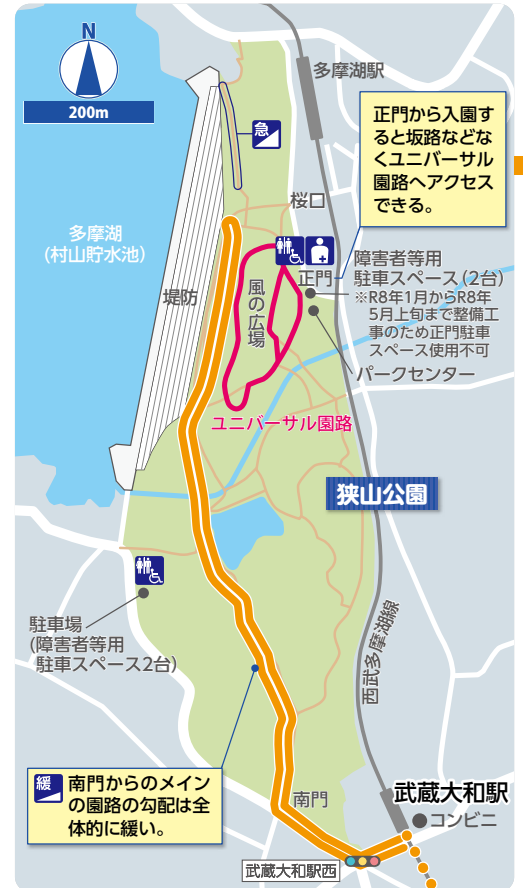 N
200m
多摩湖駅
正門から入園す
ると坂路などな
くユニバーサル
園路へアクセス
できる。
急
桜口
多摩湖
(村山貯水池)
堤防
風の広場
正門
障害者等用
駐車スペース(2台)
※R8年1月からR8年
5月上旬まで整備工
事のため正門駐車
スペース使用不可
パークセンター
ユニバーサル園路
狭山公園
駐車場
(障害者等用
駐車スペース2台)
西武多摩湖線
緩
南門からのメイン
の園路の勾配は全
体的に緩い。
南門
武蔵大和駅
コンビニ
武蔵大和駅西